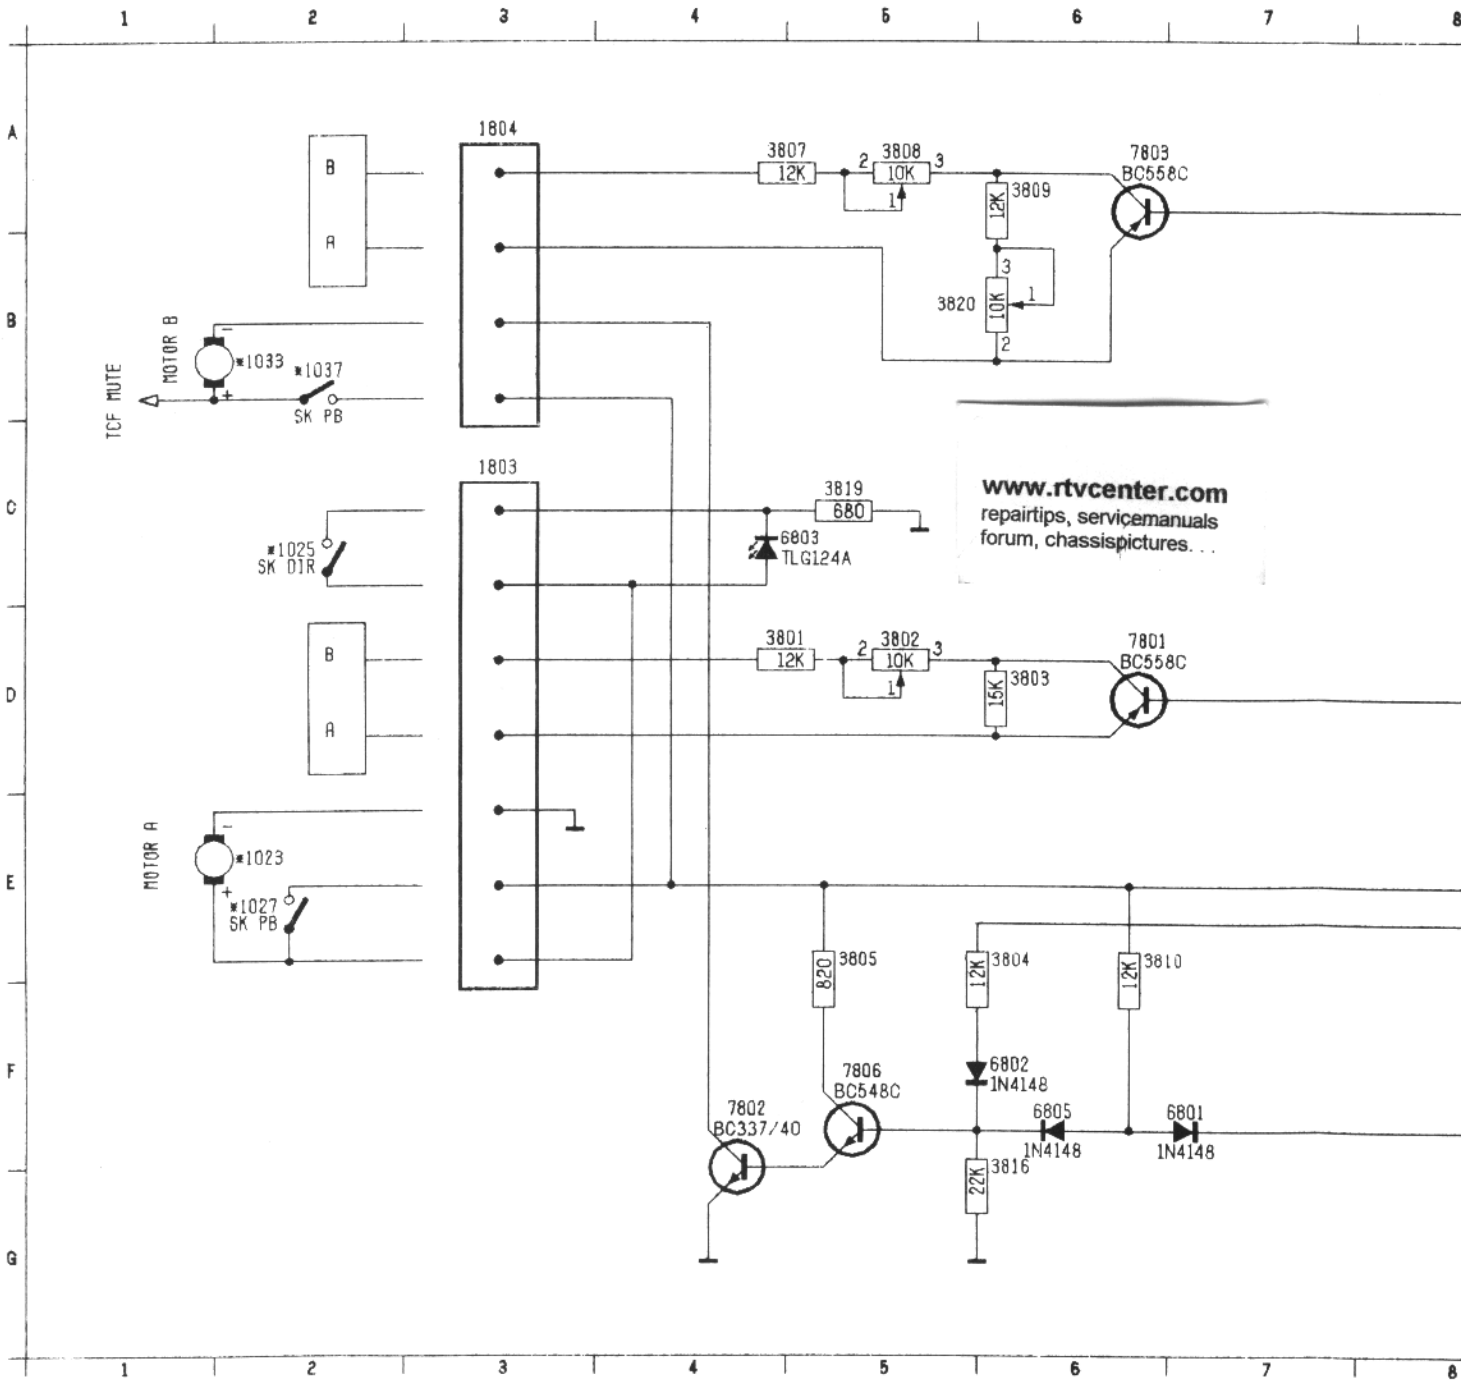 1 2 3 4 5 6 7 8
A
1804
B
A
3807
12K
2 3808 3
10K
1
3809
12K
7803
BC558C
3
3820
10K
1
2
B
MOTOR B
-
*1033
+
*1037
SK PB
TCF MUTE
1803
C
*1025
SK DIR
3819
680
6803
TLG124A
www.rtvcenter.com
repairtips, servicemanuals
forum, chassispictures...
D
B
A
3801
12K
2 3802 3
10K
1
3803
15K
7801
BC558C
E
MOTOR A
-
*1023
+
*1027
SK PB
3805
820
3804
12K
3810
12K
F
6802
1N4148
7806
BC548C
7802
BC337/40
6805
1N4148
6801
1N4148
3816
22K
G
1 2 3 4 5 6 7 8